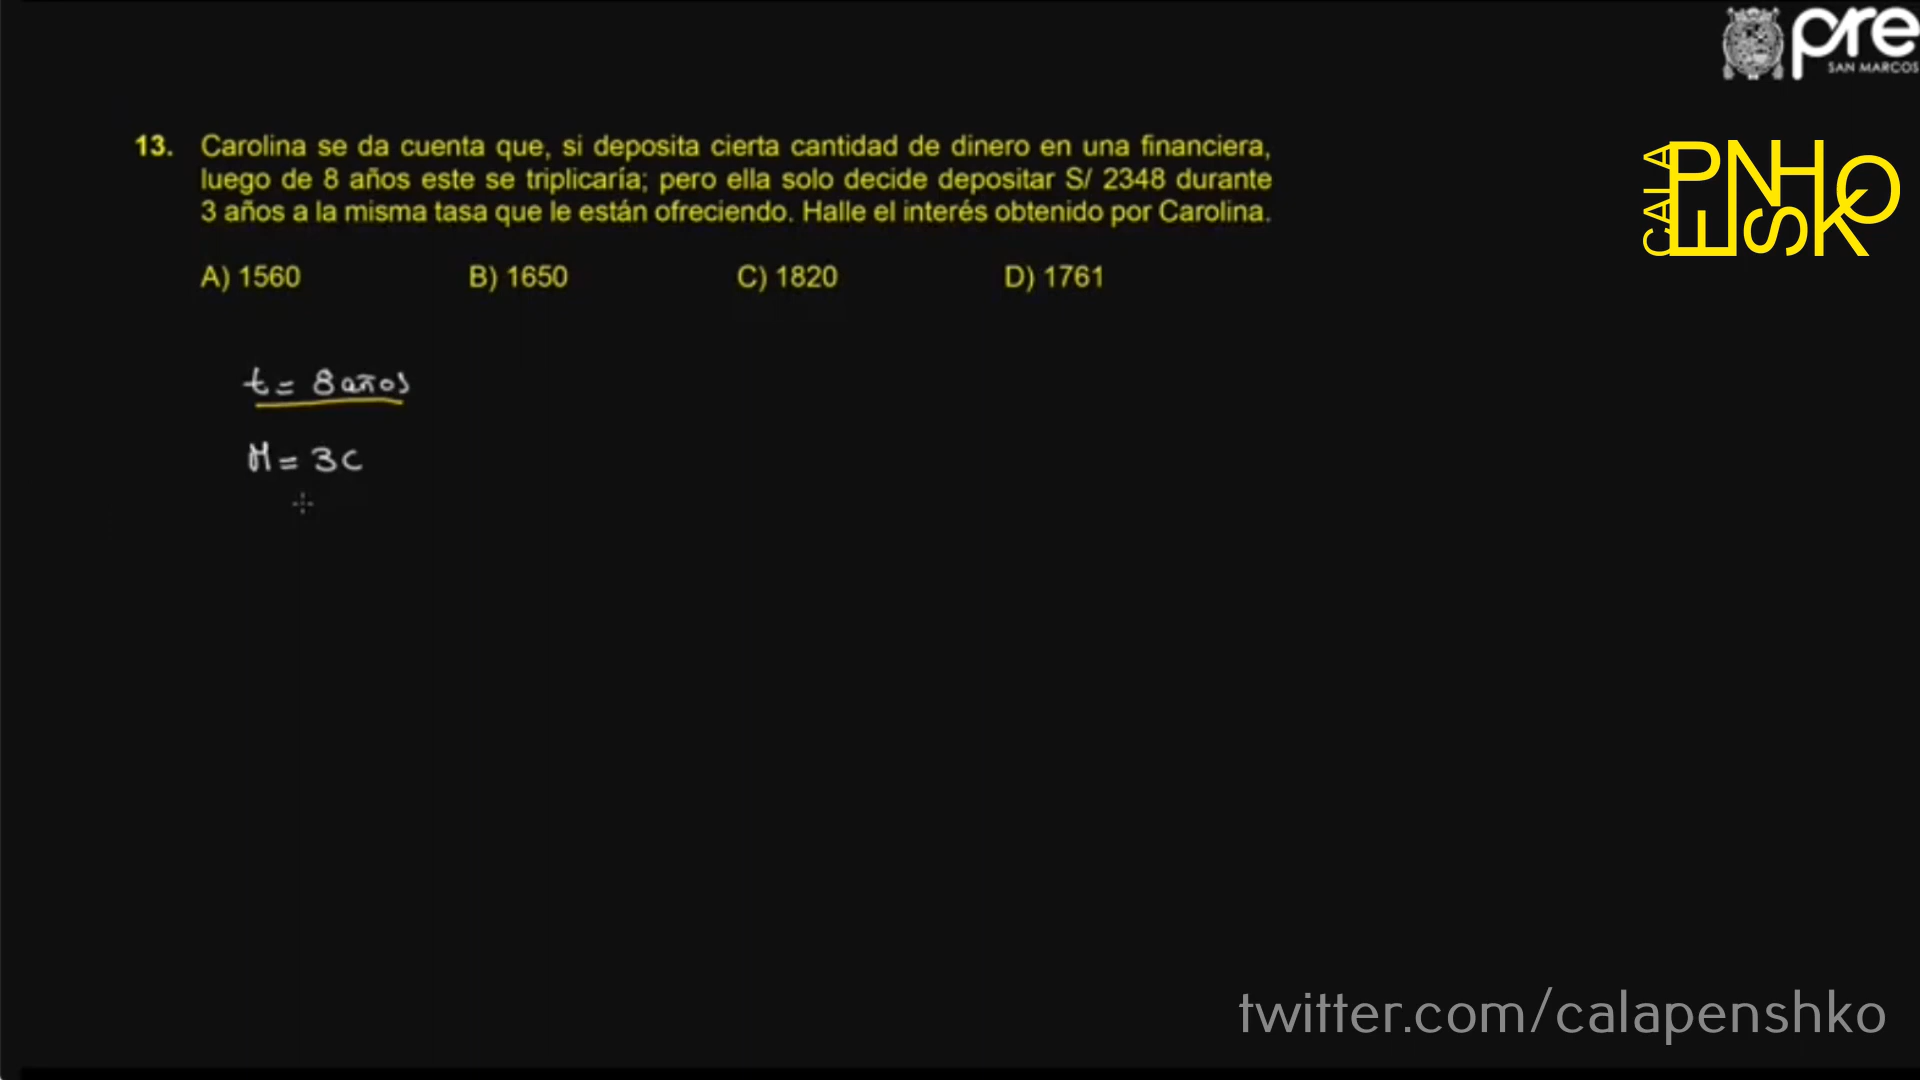 pre
SAN MARCOS
CALA
PNHO
ESK
13. Carolina se da cuenta que, si deposita cierta cantidad de dinero en una financiera,
luego de 8 años este se triplicaría; pero ella solo decide depositar S/ 2348 durante
3 años a la misma tasa que le están ofreciendo. Halle el interés obtenido por Carolina.
A) 1560 B) 1650 C) 1820 D) 1761
t = 8 años
M = 3C
twitter.com/calapenshko